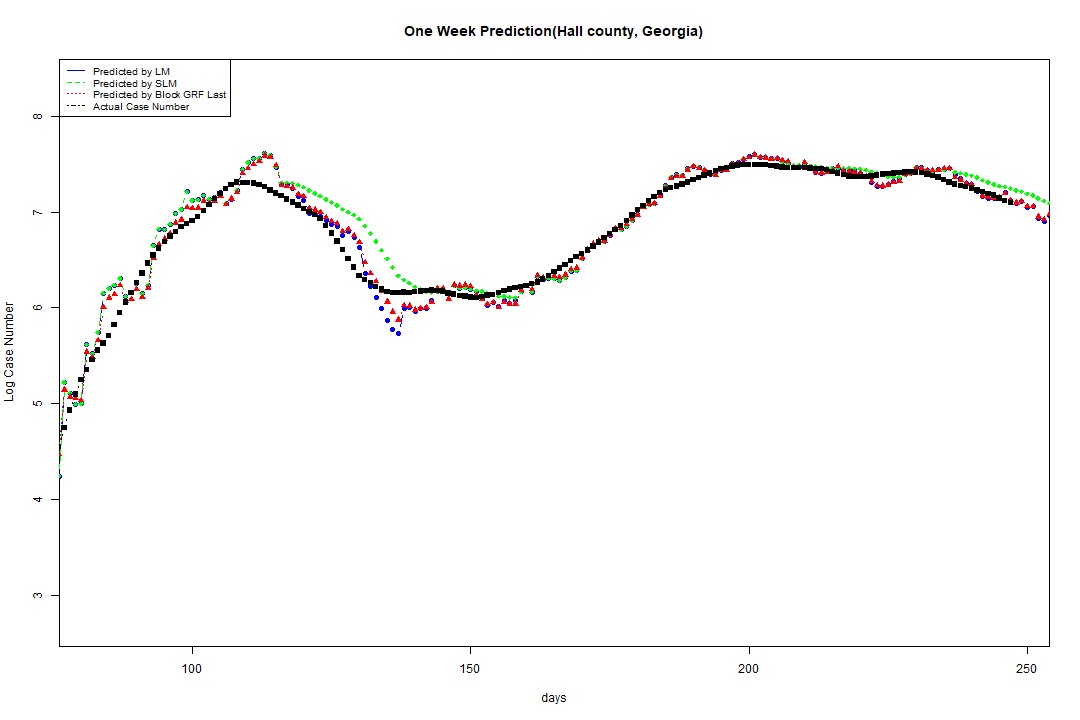 One Week Prediction(Hall county, Georgia)
Predicted by LM
Predicted by SLM
Predicted by Block GRF Last
Actual Case Number
8
7
6
5
4
3
Log Case Number
100 150 200 250
days